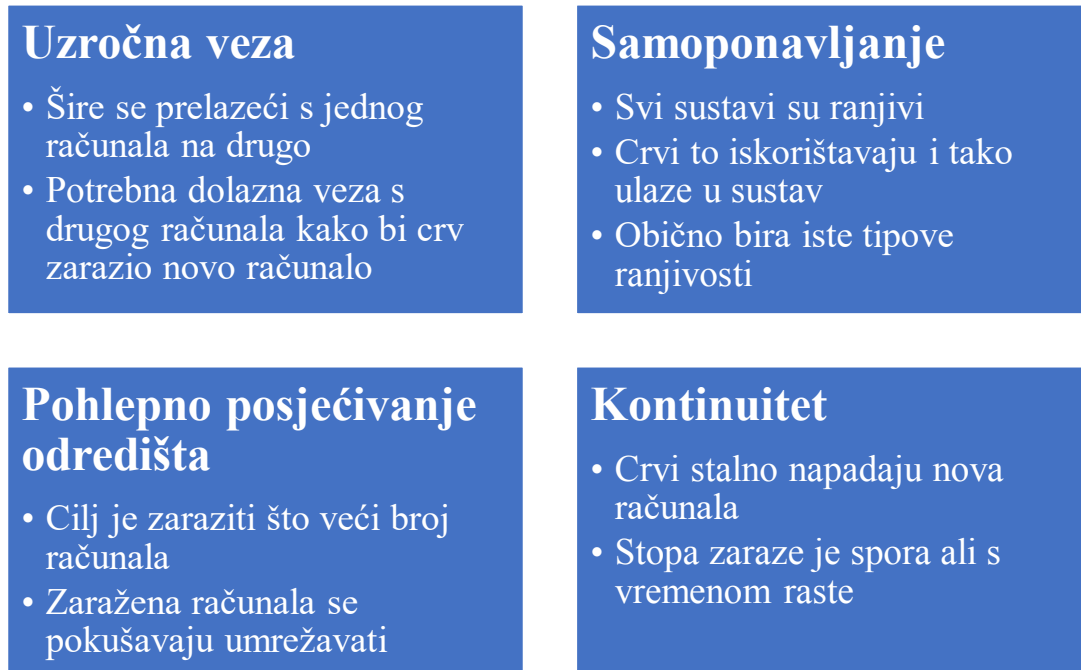 Uzročna veza
• Šire se prelazeći s jednog
računala na drugo
• Potrebna dolazna veza s
drugog računala kako bi crv
zarazio novo računalo
Samoponavljanje
• Svi sustavi su ranjivi
• Crvi to iskorištavaju i tako
ulaze u sustav
• Obično bira iste tipove
ranjivosti
Pohlepno posjećivanje
odredišta
• Cilj je zaraziti što veći broj
računala
• Zaražena računala se
pokušavaju umrežavati
Kontinuitet
• Crvi stalno napadaju nova
računala
• Stopa zaraze je spora ali s
vremenom raste